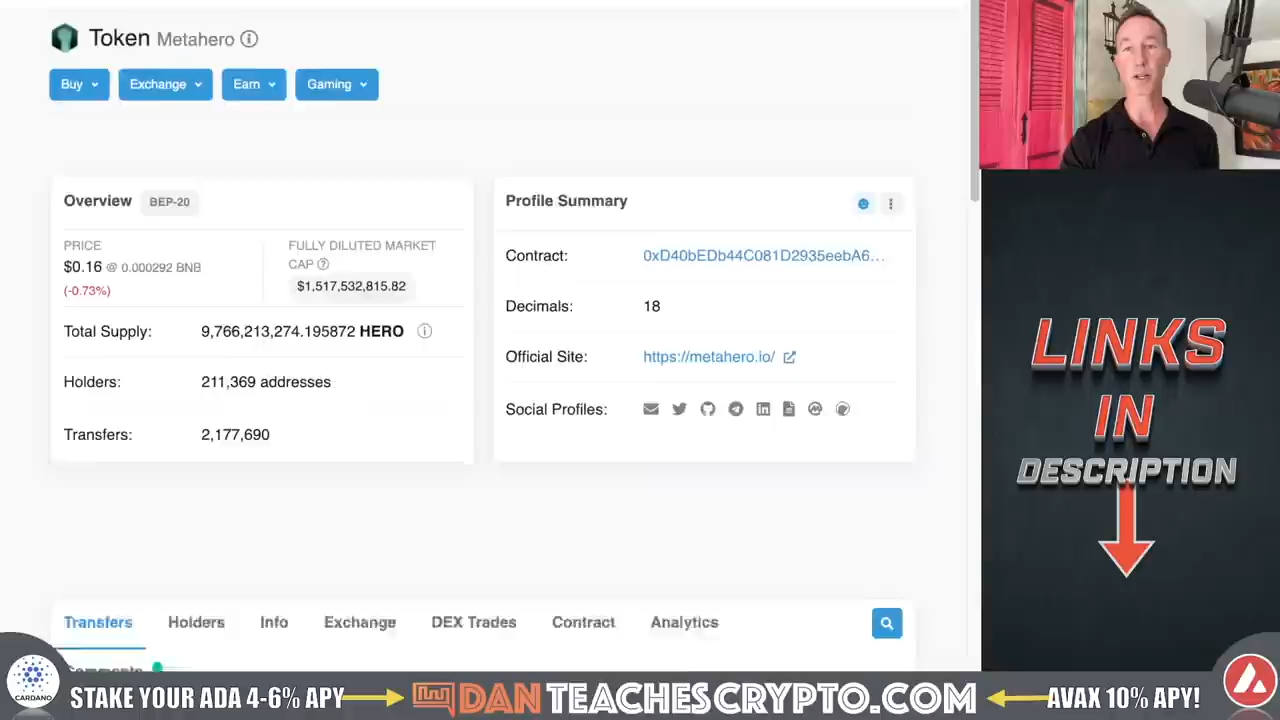 Token Metahero
Buy
Exchange
Earn
Gaming
Overview BEP-20
PRICE
$0.16 @ 0.000292 BNB
(-0.73%)
FULLY DILUTED MARKET
CAP
$1,517,532,815.82
Total Supply: 9,766,213,274.195872 HERO
Holders: 211,369 addresses
Transfers: 2,177,690
Profile Summary
Contract: 0xD40bEDb44C081D2935eebA6...
Decimals: 18
Official Site: https://metahero.io/
Social Profiles:
Transfers
Holders
Info
Exchange
DEX Trades
Contract
Analytics
Comments
LINKS
IN
DESCRIPTION
CARDANO
STAKE YOUR ADA 4-6% APY
DANTEACHESCRYPTO.COM
AVAX 10% APY!